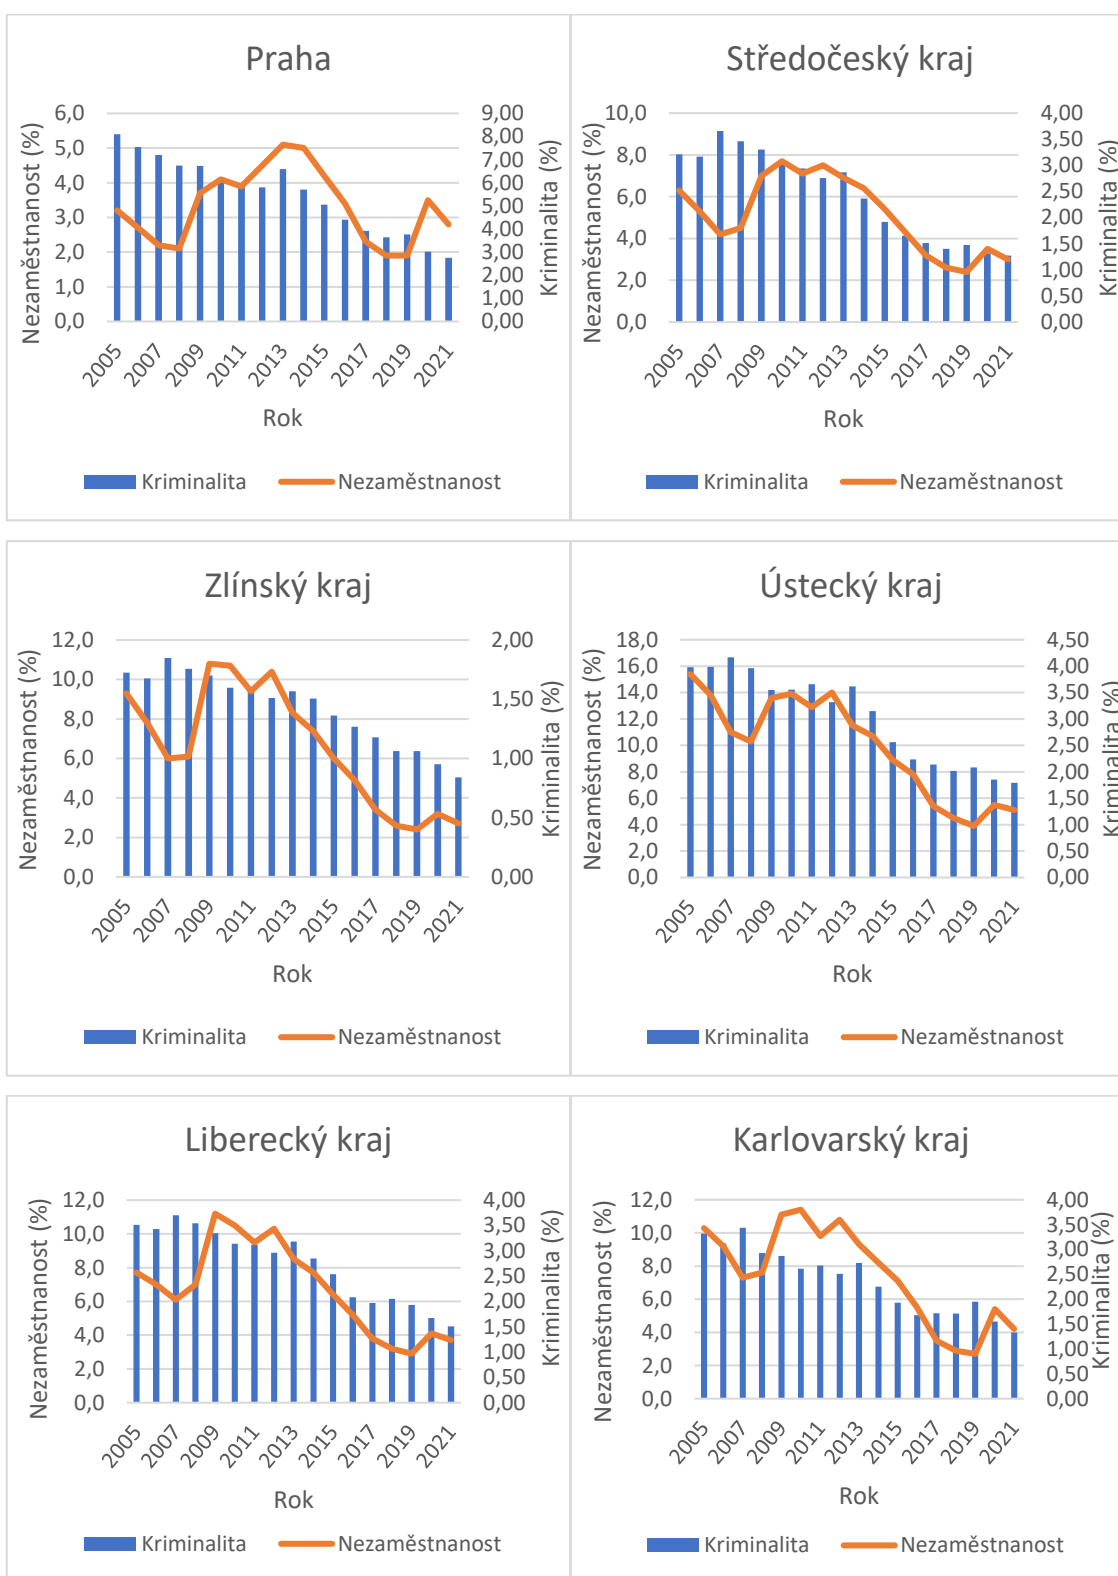 Praha
Nezaměstnanost (%)
6,0
5,0
4,0
3,0
2,0
1,0
0,0
9,00
8,00
7,00
6,00
5,00
4,00
3,00
2,00
1,00
0,00
Kriminalita (%)
2005 2007 2009 2011 2013 2015 2017 2019 2021
Rok
Kriminalita Nezaměstnanost
Středočeský kraj
Nezaměstnanost (%)
10,0
8,0
6,0
4,0
2,0
0,0
4,00
3,50
3,00
2,50
2,00
1,50
1,00
0,50
0,00
Kriminalita (%)
2005 2007 2009 2011 2013 2015 2017 2019 2021
Rok
Kriminalita Nezaměstnanost
Zlínský kraj
Nezaměstnanost (%)
12,0
10,0
8,0
6,0
4,0
2,0
0,0
2,00
1,50
1,00
0,50
0,00
Kriminalita (%)
2005 2007 2009 2011 2013 2015 2017 2019 2021
Rok
Kriminalita Nezaměstnanost
Ústecký kraj
Nezaměstnanost (%)
18,0
16,0
14,0
12,0
10,0
8,0
6,0
4,0
2,0
0,0
4,50
4,00
3,50
3,00
2,50
2,00
1,50
1,00
0,50
0,00
Kriminalita (%)
2005 2007 2009 2011 2013 2015 2017 2019 2021
Rok
Kriminalita Nezaměstnanost
Liberecký kraj
Nezaměstnanost (%)
12,0
10,0
8,0
6,0
4,0
2,0
0,0
4,00
3,50
3,00
2,50
2,00
1,50
1,00
0,50
0,00
Kriminalita (%)
2005 2007 2009 2011 2013 2015 2017 2019 2021
Rok
Kriminalita Nezaměstnanost
Karlovarský kraj
Nezaměstnanost (%)
12,0
10,0
8,0
6,0
4,0
2,0
0,0
4,00
3,50
3,00
2,50
2,00
1,50
1,00
0,50
0,00
Kriminalita (%)
2005 2007 2009 2011 2013 2015 2017 2019 2021
Rok
Kriminalita Nezaměstnanost